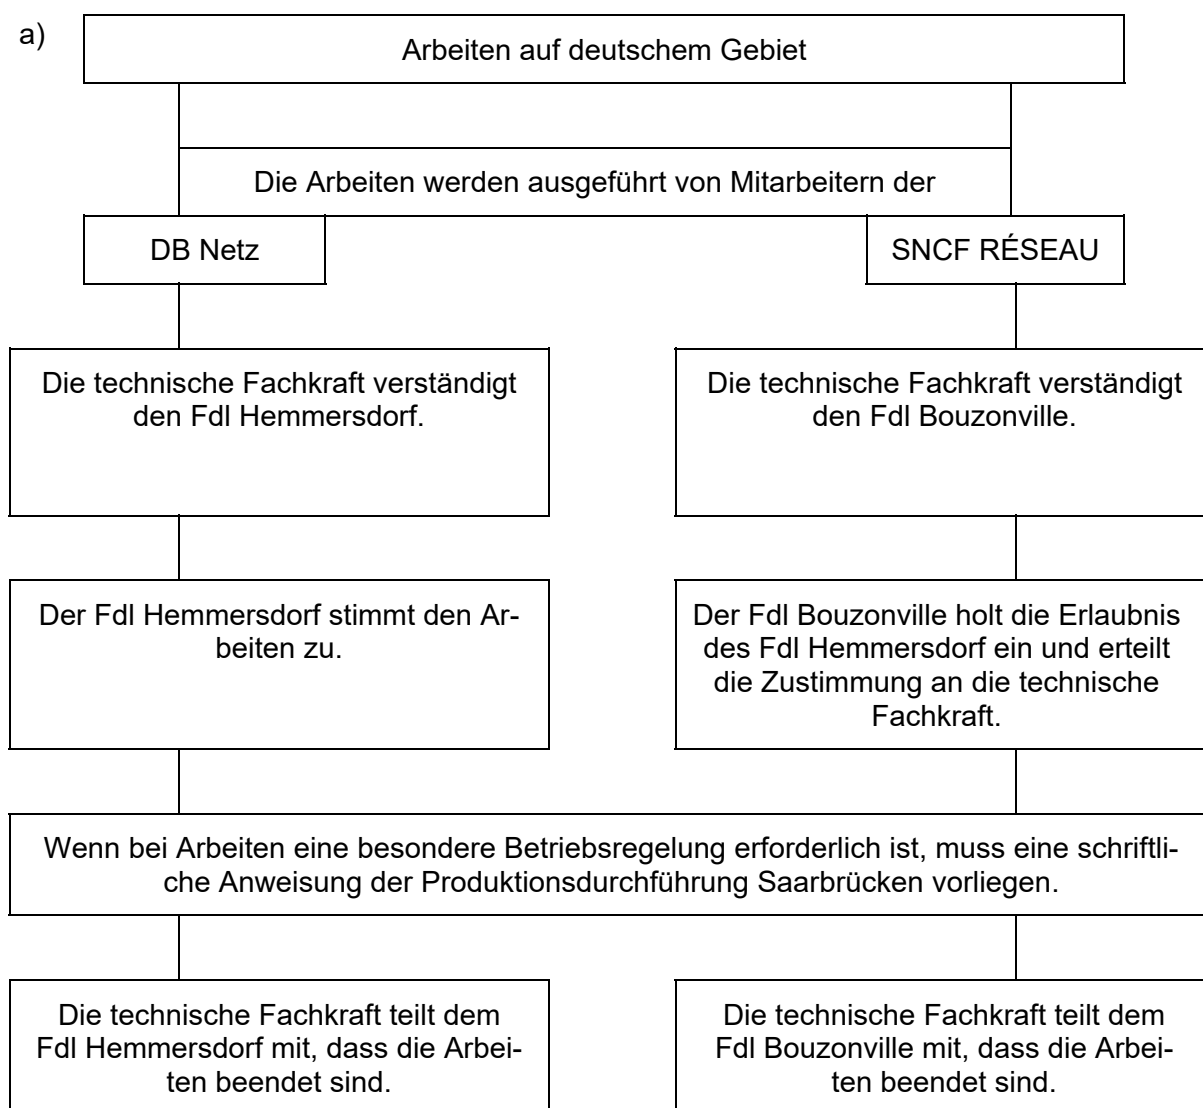 a)
Arbeiten auf deutschem Gebiet
Die Arbeiten werden ausgeführt von Mitarbeitern der
DB Netz
SNCF RÉSEAU
Die technische Fachkraft verständigt
den Fdl Hemmersdorf.
Die technische Fachkraft verständigt
den Fdl Bouzonville.
Der Fdl Hemmersdorf stimmt den Ar-
beiten zu.
Der Fdl Bouzonville holt die Erlaubnis
des Fdl Hemmersdorf ein und erteilt
die Zustimmung an die technische
Fachkraft.
Wenn bei Arbeiten eine besondere Betriebsregelung erforderlich ist, muss eine schriftli-
che Anweisung der Produktionsdurchführung Saarbrücken vorliegen.
Die technische Fachkraft teilt dem
Fdl Hemmersdorf mit, dass die Arbei-
ten beendet sind.
Die technische Fachkraft teilt dem
Fdl Bouzonville mit, dass die Arbei-
ten beendet sind.